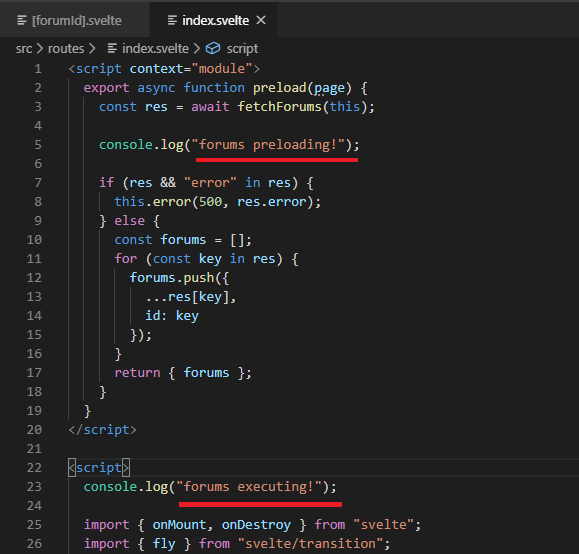 [forumId].svelte index.svelte ×
src > routes > index.svelte > script
1 <script context="module">
2 export async function preload(page) {
3 const res = await fetchForums(this);
4
5 console.log("forums preloading!");
6
7 if (res && "error" in res) {
8 this.error(500, res.error);
9 } else {
10 const forums = [];
11 for (const key in res) {
12 forums.push({
13 ...res[key],
14 id: key
15 });
16 }
17 return { forums };
18 }
19 }
20 </script>
21
22 <script>
23 console.log("forums executing!");
24
25 import { onMount, onDestroy } from "svelte";
26 import { fly } from "svelte/transition";